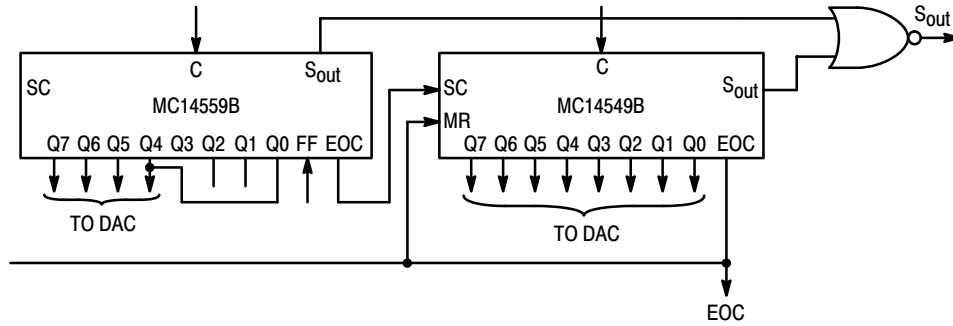 Sout
C Sout
SC
MC14559B
Q7 Q6 Q5 Q4 Q3 Q2 Q1 Q0 FF EOC
TO DAC
C
SC
Sout
MC14549B
MR
Q7 Q6 Q5 Q4 Q3 Q2 Q1 Q0 EOC
TO DAC
EOC